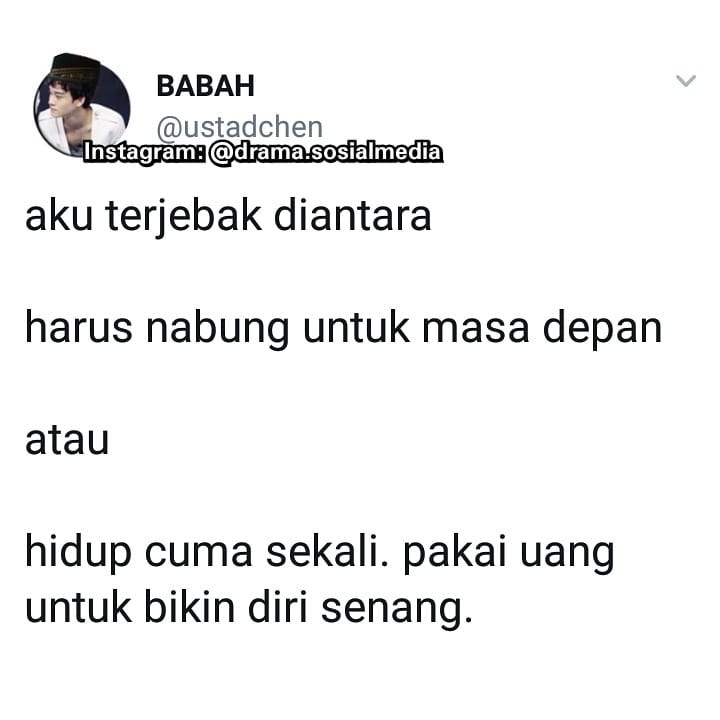 BABAH
@ustadchen
Instagram: @drama.sosialmedia
aku terjebak diantara
harus nabung untuk masa depan
atau
hidup cuma sekali. pakai uang
untuk bikin diri senang.